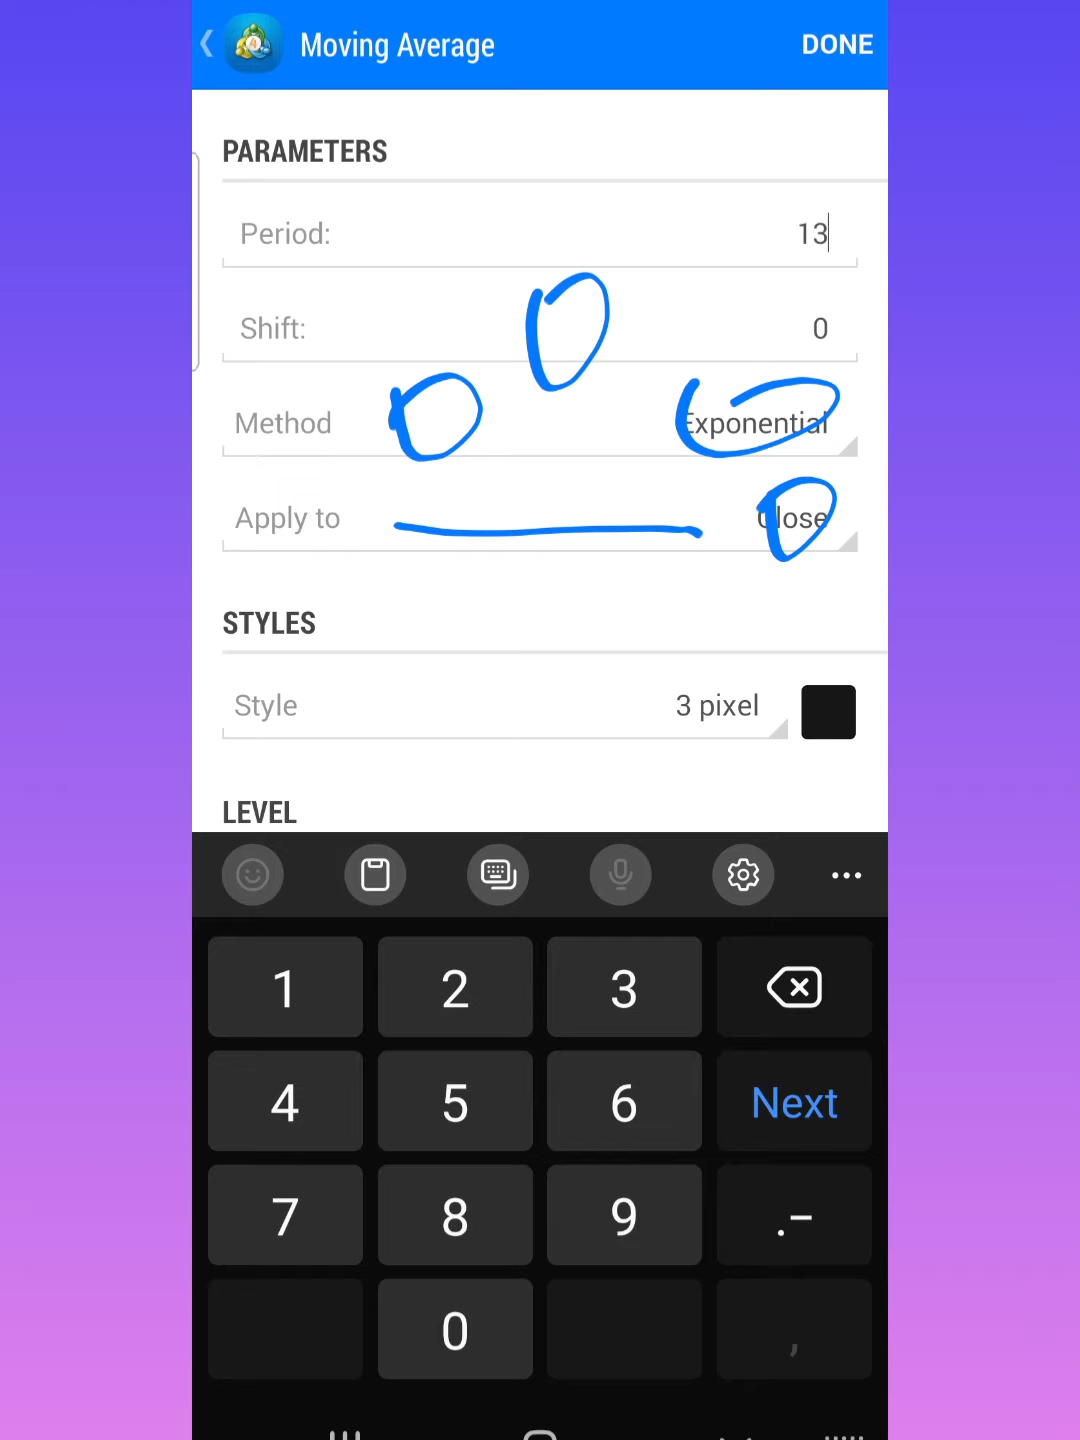 Moving Average DONE
PARAMETERS
Period: 13
Shift: 0
Method Exponential
Apply to Close
STYLES
Style 3 pixel
LEVEL
1 2 3
4 5 6 Next
7 8 9 .-
0 ,